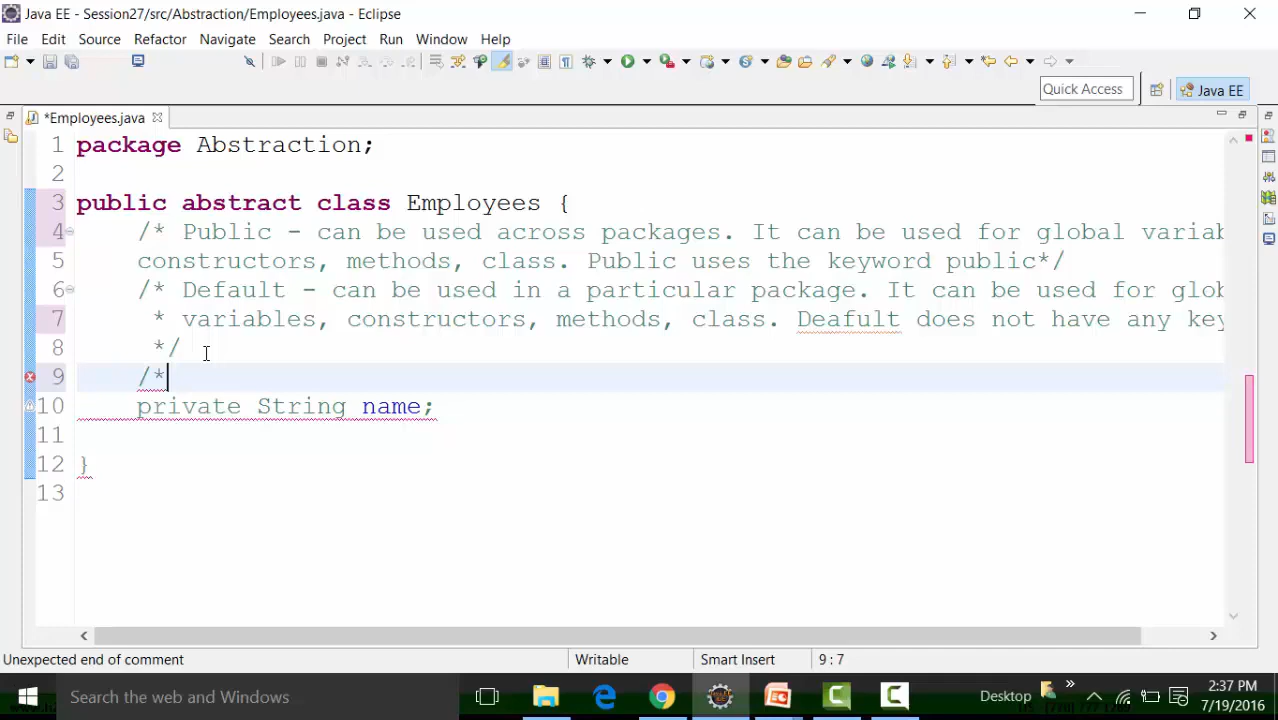 Java EE - Session27/src/Abstraction/Employees.java - Eclipse
File Edit Source Refactor Navigate Search Project Run Window Help
Quick Access
Java EE
*Employees.java
1 package Abstraction;
2
3 public abstract class Employees {
4 /* Public - can be used across packages. It can be used for global variab
5 constructors, methods, class. Public uses the keyword public*/
6 /* Default - can be used in a particular package. It can be used for glob
7 * variables, constructors, methods, class. Deafult does not have any key
8 */
9 /*
10 private String name;
11
12 }
13
Unexpected end of comment
Writable
Smart Insert
9 : 7
Search the web and Windows
Desktop
2:37 PM
7/19/2016